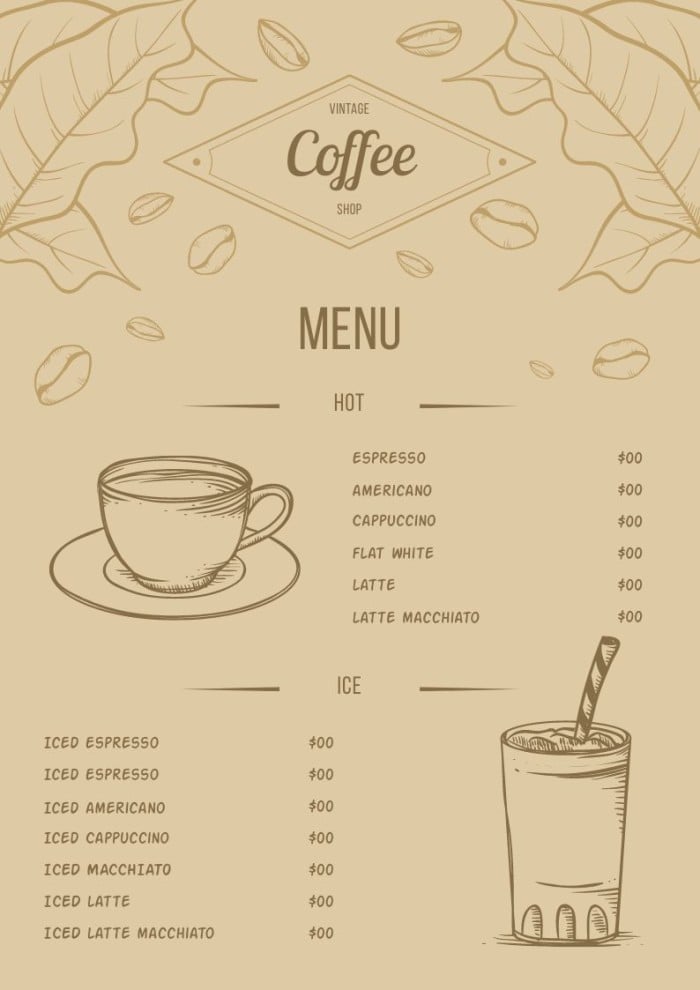 VINTAGE
Coffee
SHOP
MENU
HOT
ESPRESSO $00
AMERICANO $00
CAPPUCCINO $00
FLAT WHITE $00
LATTE $00
LATTE MACCHIATO $00
ICE
ICED ESPRESSO $00
ICED ESPRESSO $00
ICED AMERICANO $00
ICED CAPPUCCINO $00
ICED MACCHIATO $00
ICED LATTE $00
ICED LATTE MACCHIATO $00